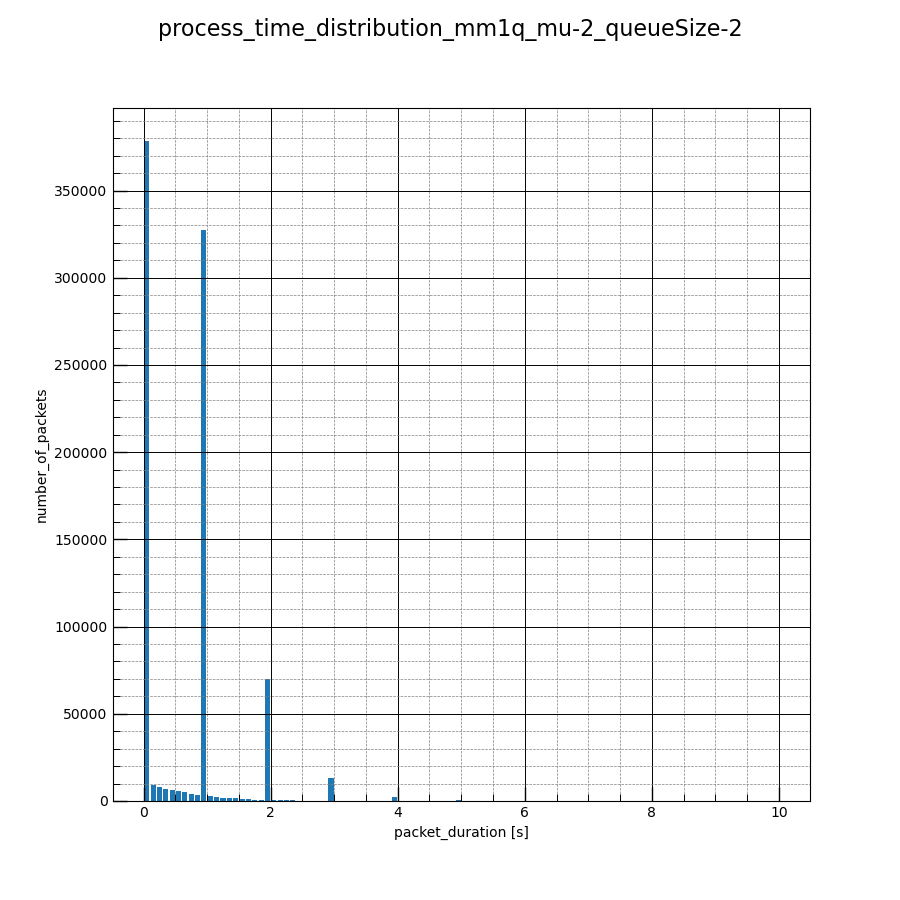 process_time_distribution_mm1q_mu-2_queueSize-2
350000
300000
250000
200000
150000
100000
50000
0
number_of_packets
0 2 4 6 8 10
packet_duration [s]